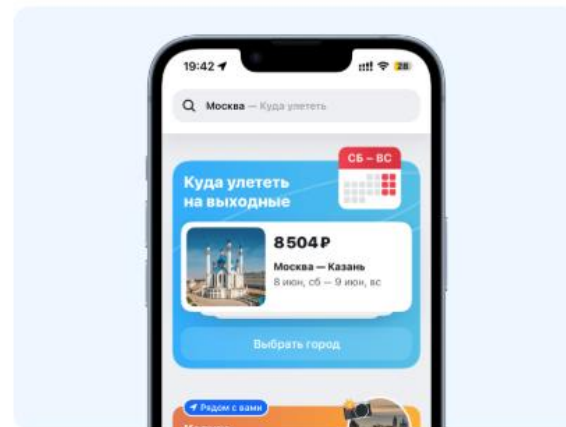 19:42
28
Москва — Куда улететь
СБ – ВС
Куда улететь
на выходные
8 504 ₽
Москва — Казань
8 июн, сб — 9 июн, вс
Выбрать город
Рядом с вами